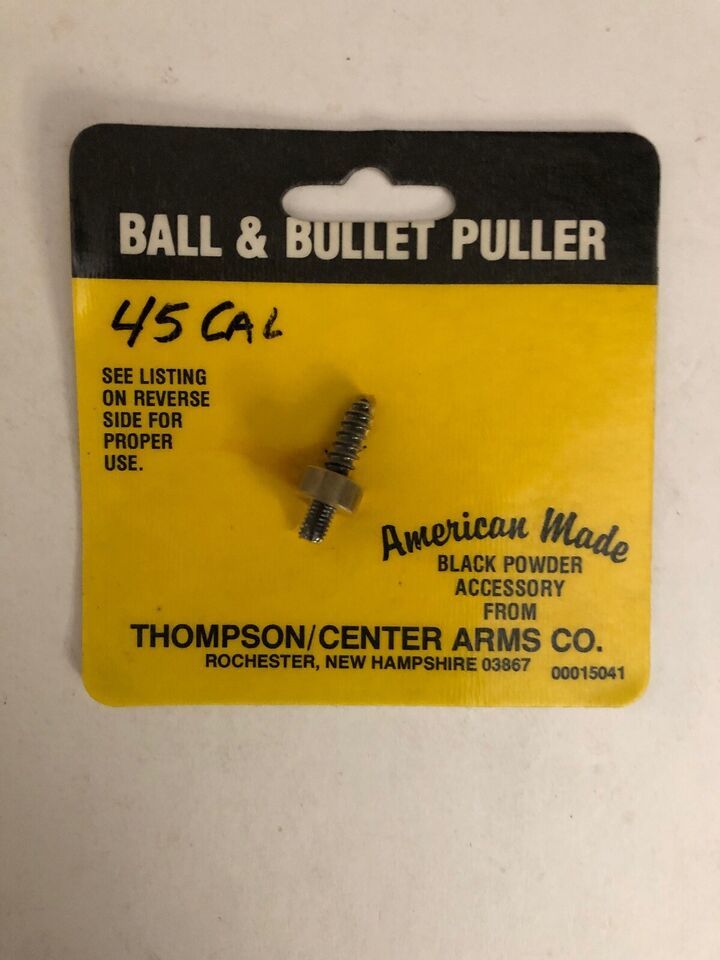 BALL & BULLET PULLER
45 CAL
SEE LISTING
ON REVERSE
SIDE FOR
PROPER
USE.
American Made
BLACK POWDER
ACCESSORY
FROM
THOMPSON/CENTER ARMS CO.
ROCHESTER, NEW HAMPSHIRE 03867
00015041